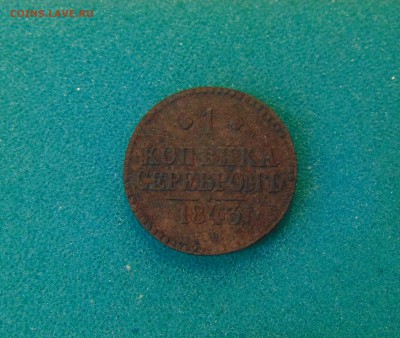 COINS.LAVE.RU
1
КОПѢЙКА
СЕРЕБРОМЪ
1843